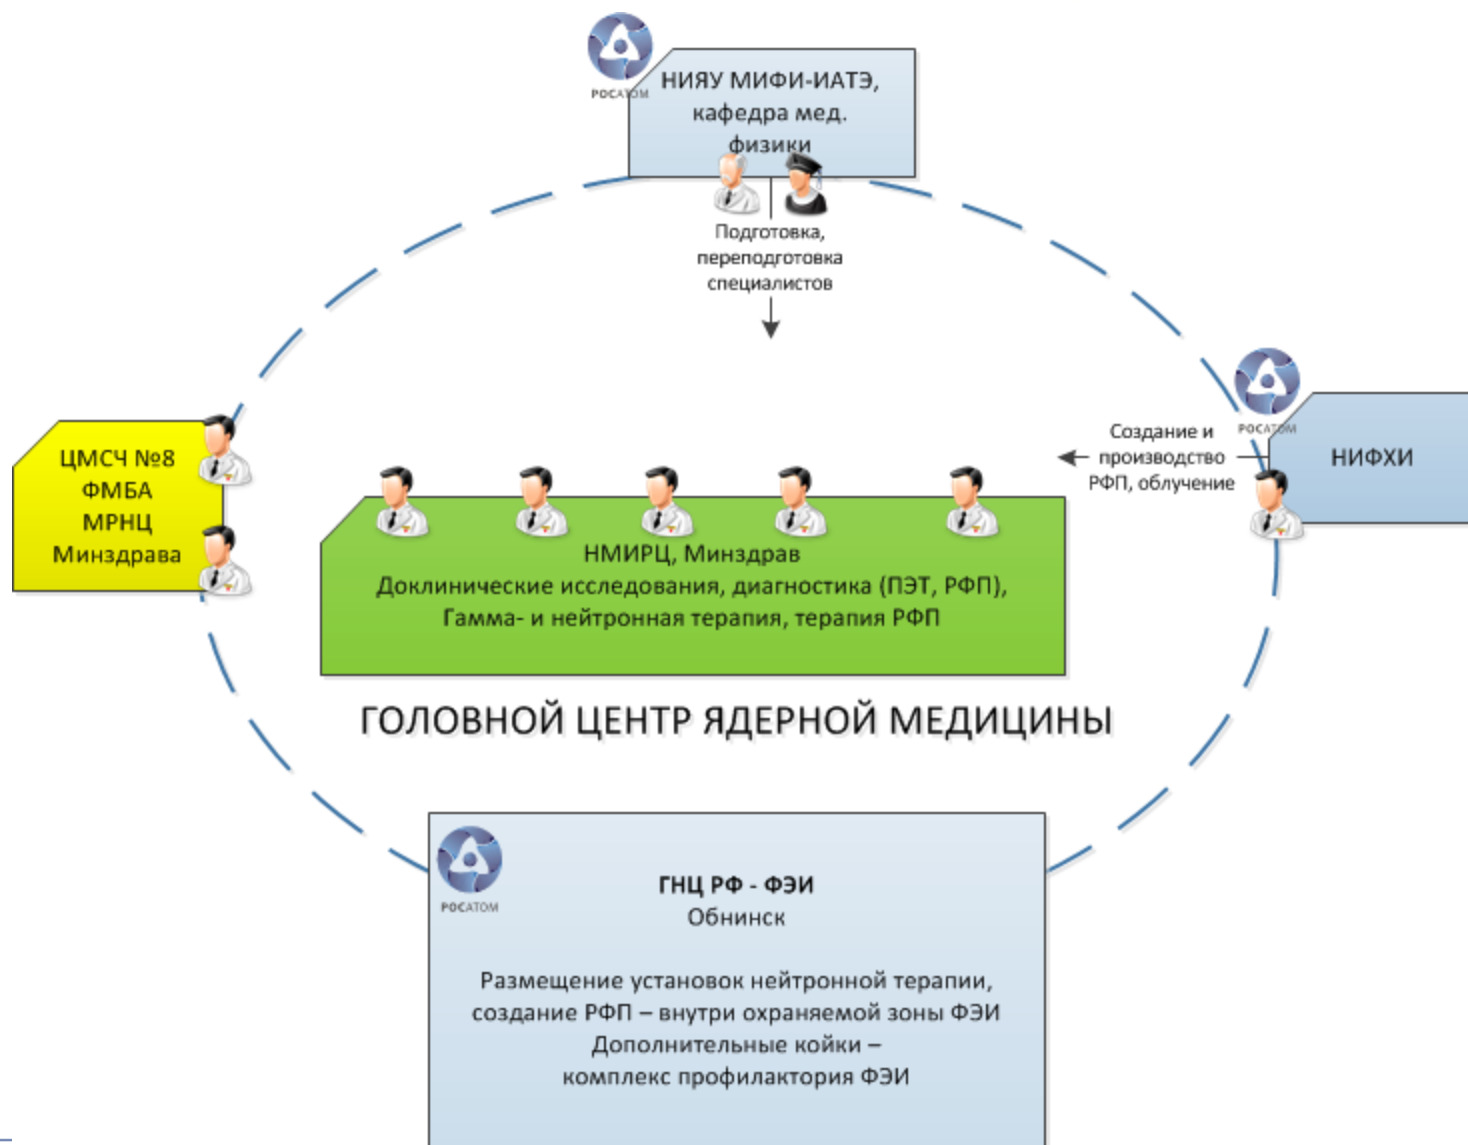 РОСАТОМ
НИЯУ МИФИ-ИАТЭ,
кафедра мед.
физики
Подготовка,
переподготовка
специалистов
РОСАТОМ
Создание и
производство
РФП, облучение
НИФХИ
ЦМСЧ №8
ФМБА
МРНЦ
Минздрава
НМИРЦ, Минздрав
Доклинические исследования, диагностика (ПЭТ, РФП),
Гамма- и нейтронная терапия, терапия РФП
ГОЛОВНОЙ ЦЕНТР ЯДЕРНОЙ МЕДИЦИНЫ
РОСАТОМ
ГНЦ РФ - ФЭИ
Обнинск
Размещение установок нейтронной терапии,
создание РФП – внутри охраняемой зоны ФЭИ
Дополнительные койки –
комплекс профилактория ФЭИ